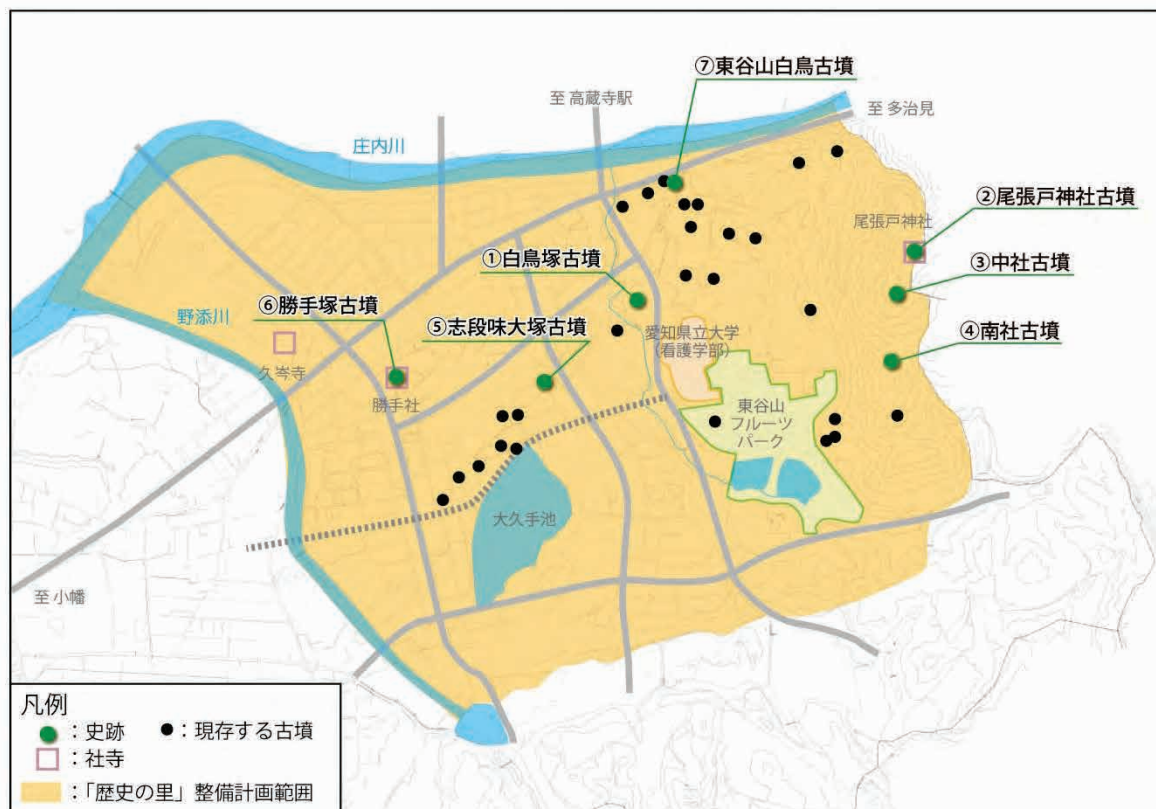 ⑦東谷山白鳥古墳
至 高蔵寺駅
至 多治見
庄内川
②尾張戸神社古墳
尾張戸神社
①白鳥塚古墳
③中社古墳
野添川
⑥勝手塚古墳
⑤志段味大塚古墳
愛知県立大学
(看護学部)
④南社古墳
久岑寺
勝手社
東谷山
フルーツ
パーク
大久手池
至 小幡
凡例
：史跡
：現存する古墳
：社寺
：「歴史の里」整備計画範囲